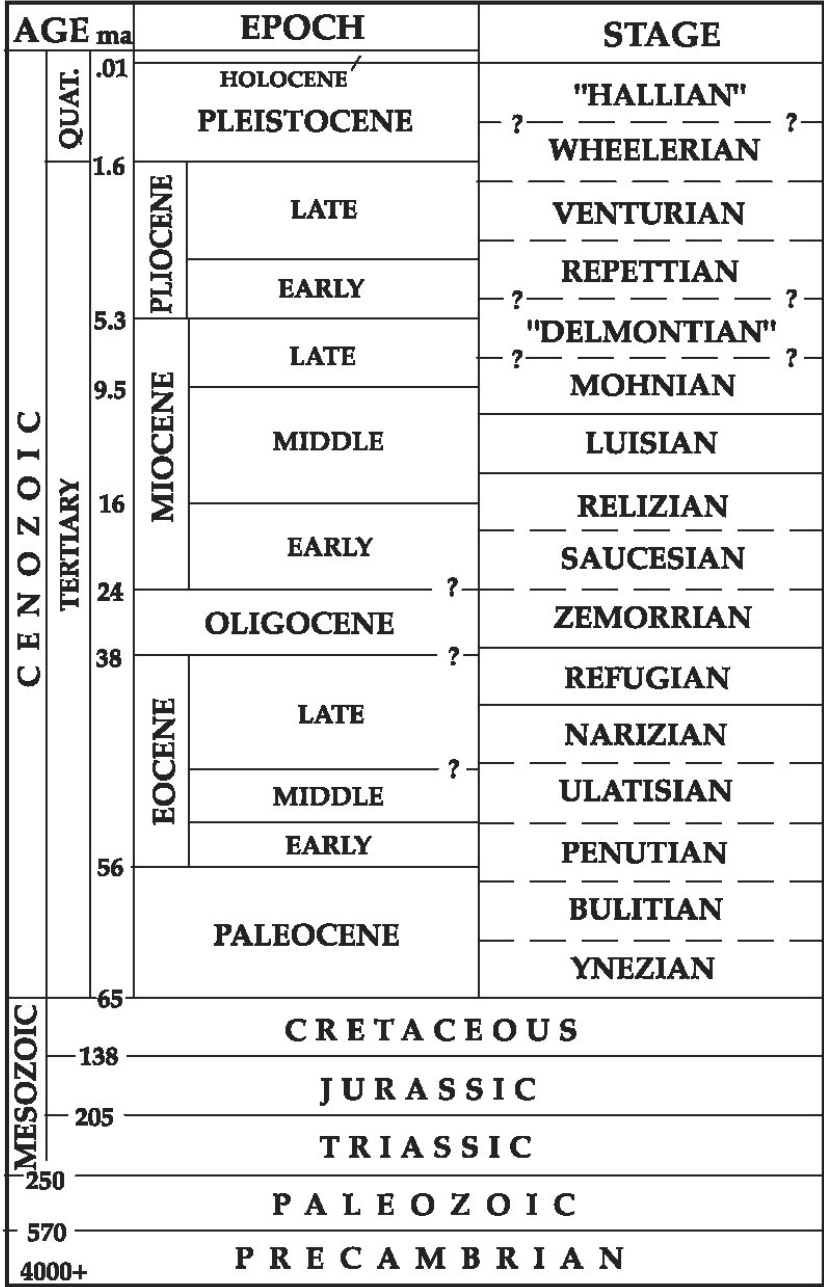 AGE ma EPOCH STAGE
.01 HOLOCENE
"HALLIAN"
QUAT. PLEISTOCENE
? ?
WHEELERIAN
1.6
PLIOCENE LATE VENTURIAN
EARLY REPETTIAN
? ?
5.3
"DELMONTIAN"
MIOCENE LATE
? ?
9.5 MOHNIAN
MIDDLE LUISIAN
CENOZOIC TERTIARY
16 RELIZIAN
EARLY SAUCESIAN
24 ?
OLIGOCENE ZEMORRIAN
38 ?
REFUGIAN
EOCENE LATE NARIZIAN
?
MIDDLE ULATISIAN
EARLY PENUTIAN
56
BULITIAN
PALEOCENE
YNEZIAN
65
MESOZOIC CRETACEOUS
138
JURASSIC
205
TRIASSIC
250
PALEOZOIC
570
PRECAMBRIAN
4000+